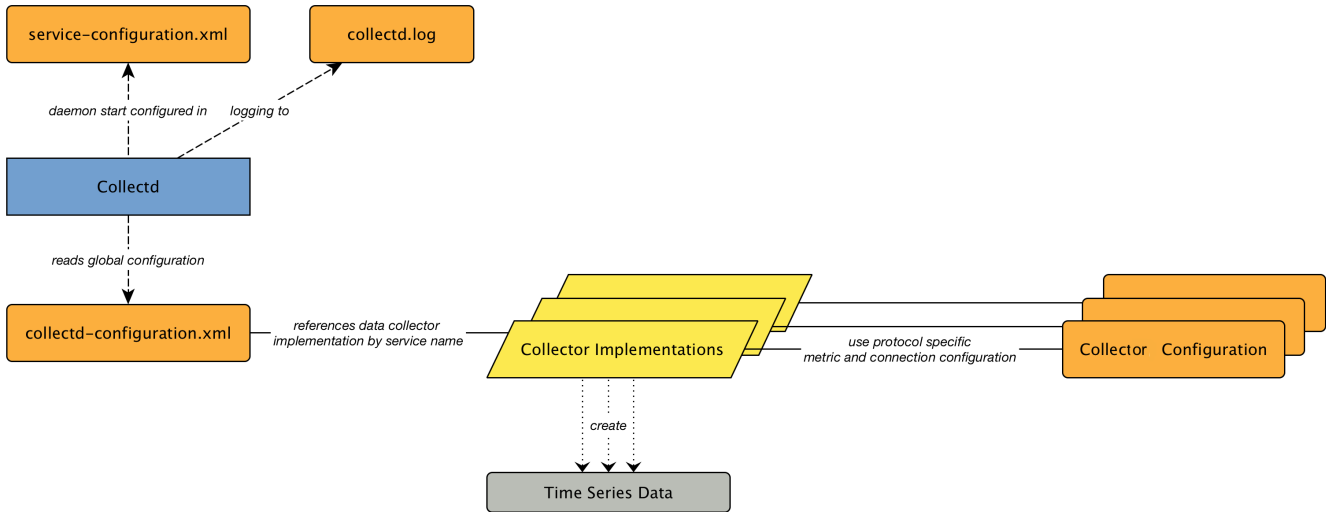 service-configuration.xml
collectd.log
daemon start configured in
logging to
Collectd
reads global configuration
collectd-configuration.xml
references data collector
implementation by service name
Collector Implementations
use protocol specific
metric and connection configuration
Collector Configuration
create
Time Series Data